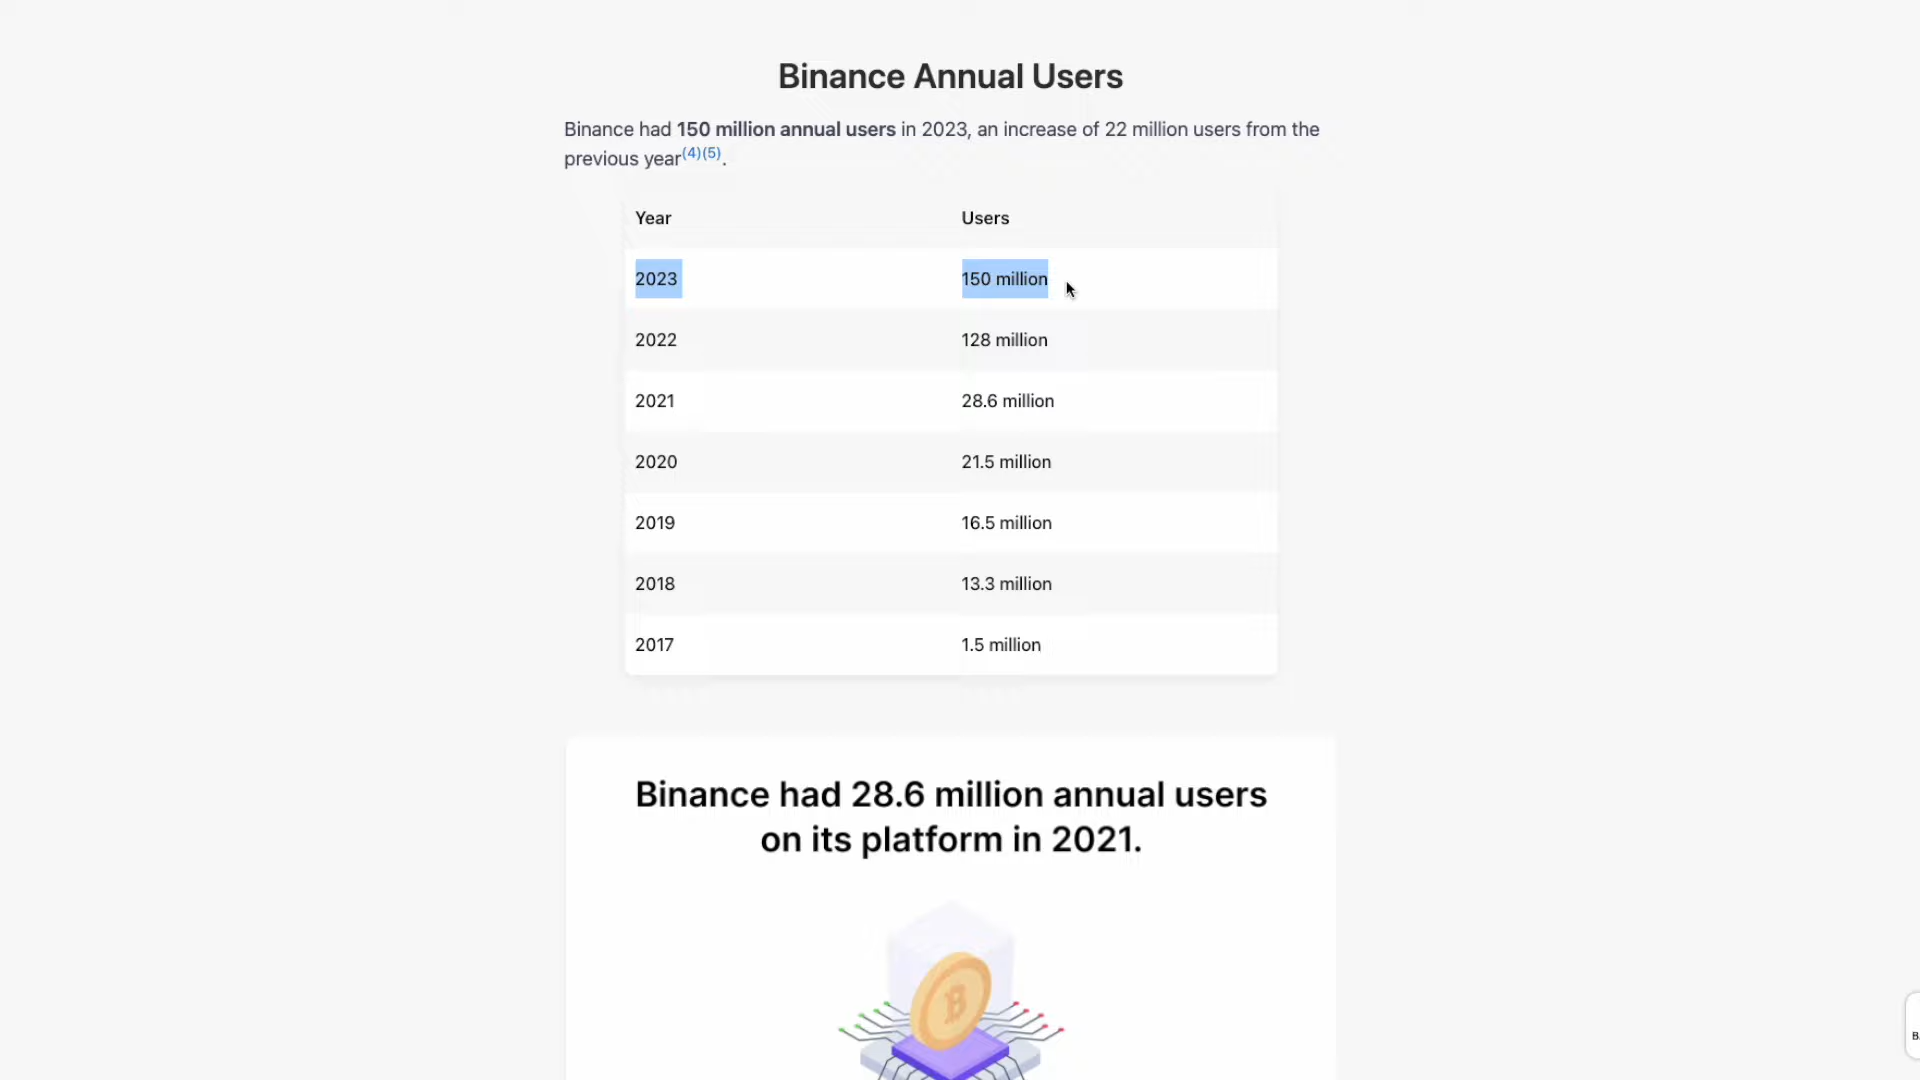 Binance Annual Users
Binance had 150 million annual users in 2023, an increase of 22 million users from the
previous year(4)(5).
Year Users
2023 150 million
2022 128 million
2021 28.6 million
2020 21.5 million
2019 16.5 million
2018 13.3 million
2017 1.5 million
Binance had 28.6 million annual users
on its platform in 2021.